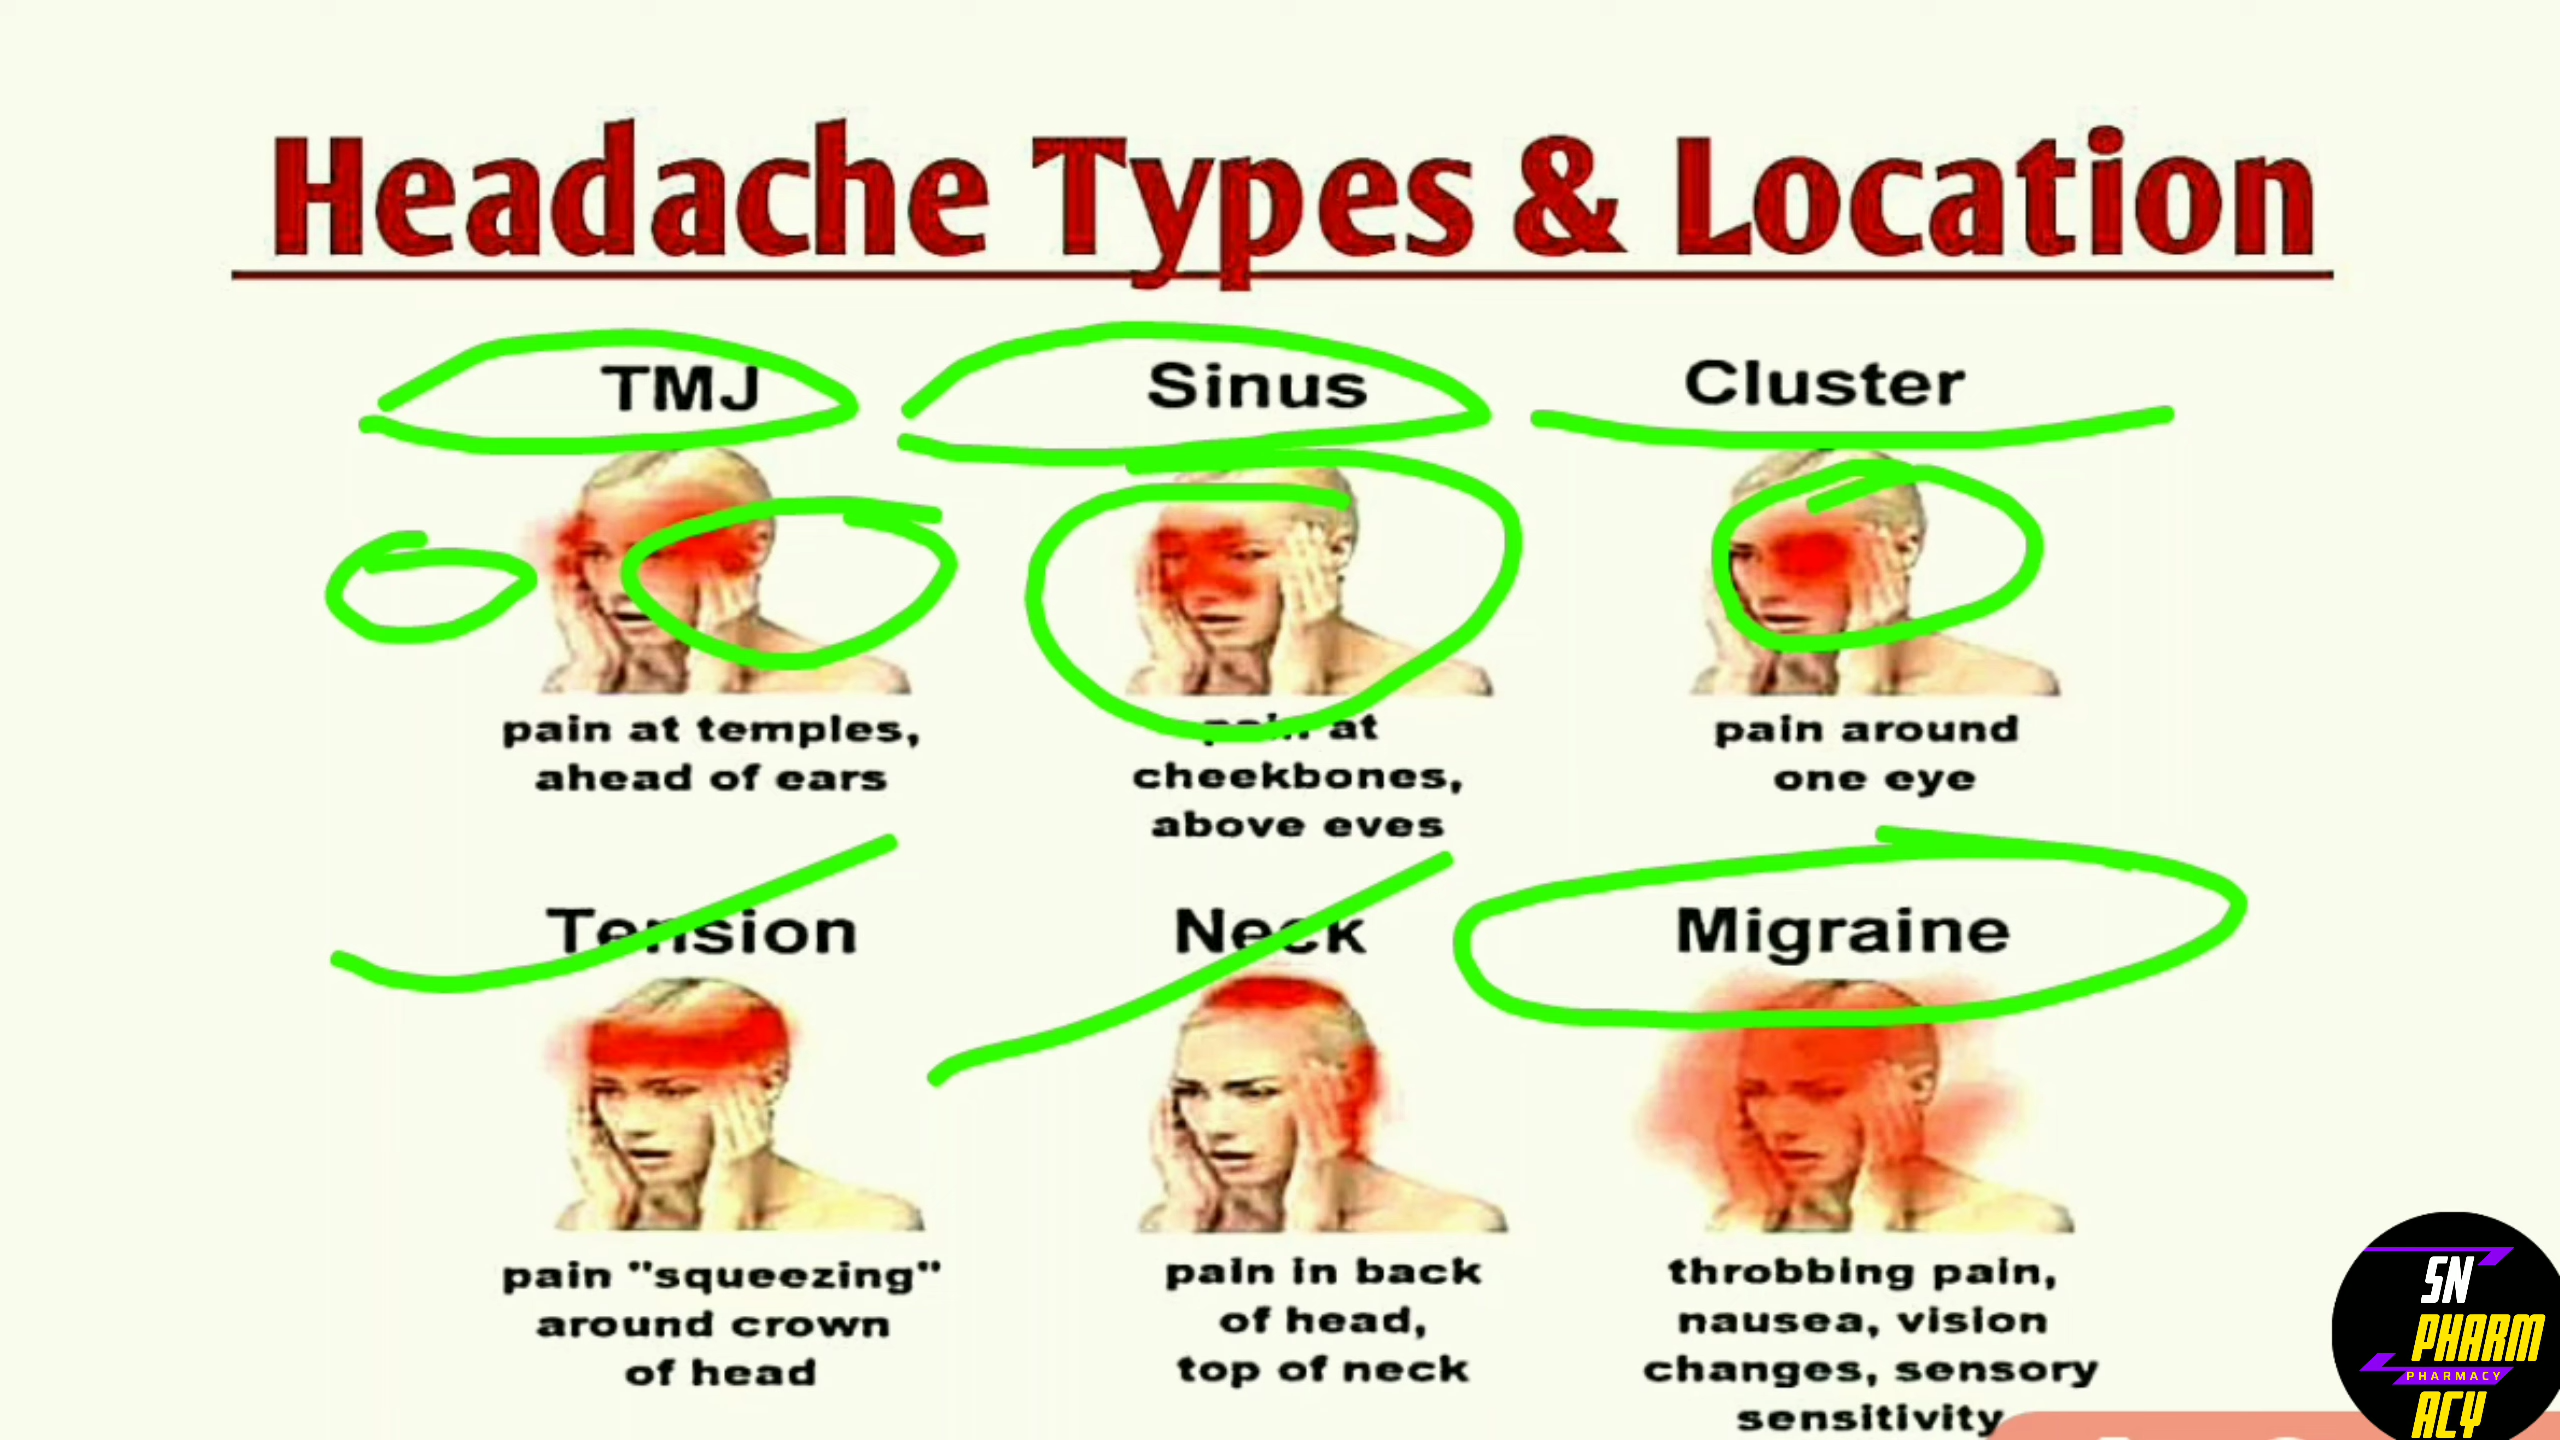 Headache Types & Location
TMJ
Sinus
Cluster
pain at temples,
ahead of ears
pain at
cheekbones,
above eyes
pain around
one eye
Tension
Neck
Migraine
pain "squeezing"
around crown
of head
pain in back
of head,
top of neck
throbbing pain,
nausea, vision
changes, sensory
sensitivity
SN
PHARM
PHARMACY
ACY